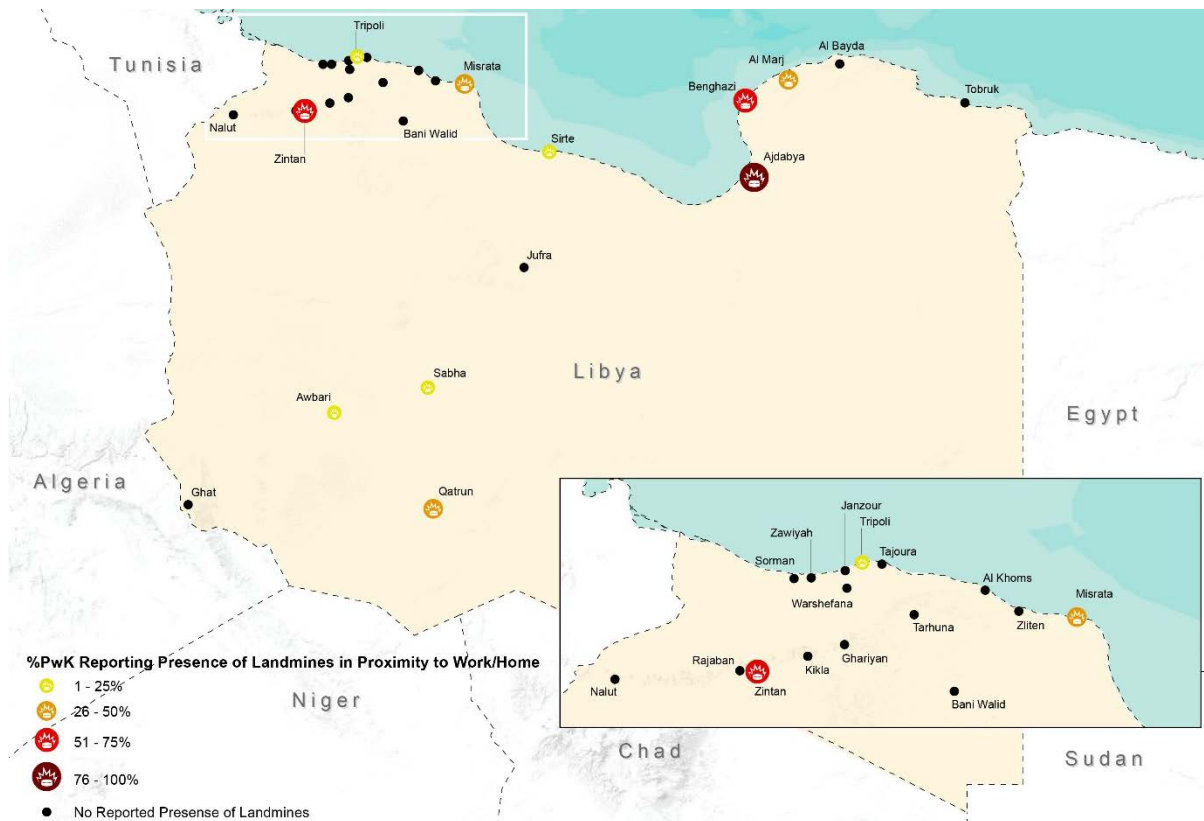 Tunisia
Tripoli
Misrata
Nalut
Zintan
Bani Walid
Sirte
Benghazi
Al Marj
Al Bayda
Tobruk
Ajdabya
Jufra
Libya
Sabha
Awbari
Egypt
Algeria
Ghat
Qatrun
Niger
Chad
Sudan
%PwK Reporting Presence of Landmines in Proximity to Work/Home
1 - 25%
26 - 50%
51 - 75%
76 - 100%
No Reported Presense of Landmines
Janzour
Tripoli
Zawiyah
Tajoura
Sorman
Al Khoms
Misrata
Warshefana
Tarhuna
Zliten
Ghariyan
Rajaban
Kikla
Nalut
Zintan
Bani Walid